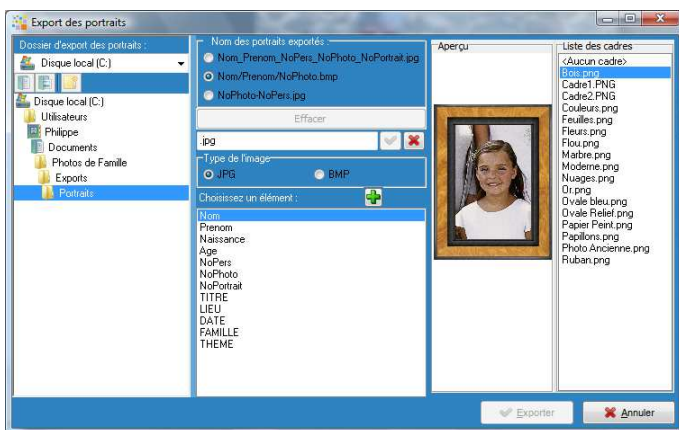 Export des portraits
Dossier d'export des portraits :
Disque local (C:)
Disque local (C:)
Utilisateurs
Philippe
Documents
Photos de Famille
Exports
Portraits
Nom des portraits exportés :
Nom_Prenom_NoPers_NoPhoto_NoPortrait.jpg
Nom/Prenom/NoPhoto.bmp
NoPhoto-NoPers.jpg
Effacer
.jpg
Type de l'image
JPG
BMP
Choisissez un élément :
Nom
Prenom
Naissance
Age
NoPers
NoPhoto
NoPortrait
TITRE
LIEU
DATE
FAMILLE
THEME
Aperçu
Liste des cadres
<Aucun cadre>
Bois.png
Cadre1.PNG
Cadre2.PNG
Couleurs.png
Feuilles.png
Fleurs.png
Flou.png
Marbre.png
Moderne.png
Nuages.png
Or.png
Ovale bleu.png
Ovale Relief.png
Papier Peint.png
Papillons.png
Photo Ancienne.png
Ruban.png
Exporter
Annuler